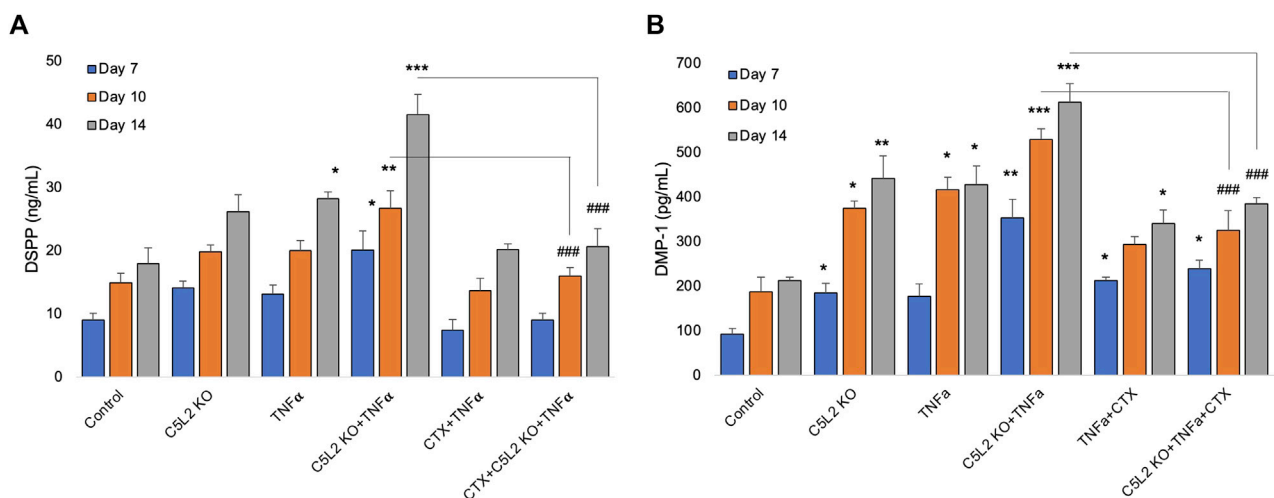 A
DSPP (ng/mL)
50
40
30
20
10
0
Day 7
Day 10
Day 14
*
*
**
***
###
###
Control
C5L2 KO
TNFα
C5L2 KO+TNFα
CTX+TNFα
CTX+C5L2 KO+TNFα
B
DMP-1 (pg/mL)
700
600
500
400
300
200
100
0
Day 7
Day 10
Day 14
*
*
**
*
*
**
***
***
*
*
*
###
###
Control
C5L2 KO
TNFa
C5L2 KO+TNFa
TNFa+CTX
C5L2 KO+TNFa+CTX